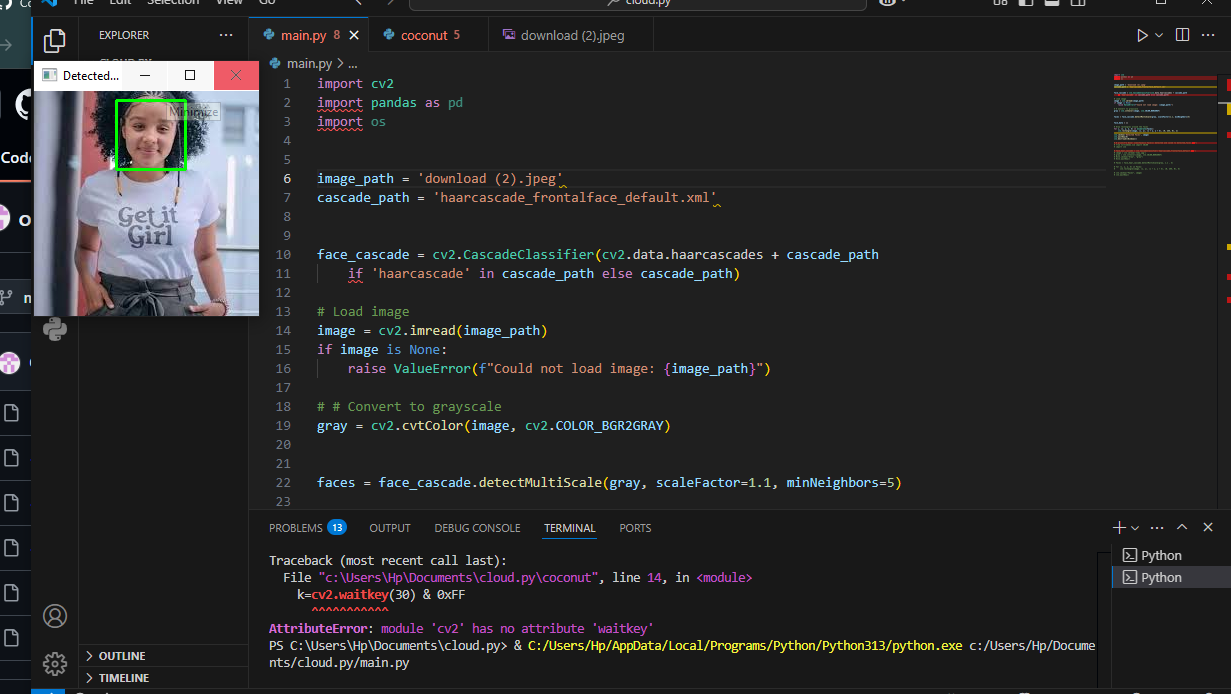 File Edit Selection View Go
cloud.py
EXPLORER
main.py 8
coconut 5
download (2).jpeg
Detected...
Minimize
Get it
Girl
Code
main.py > ...
1 import cv2
2 import pandas as pd
3 import os
4
5
6 image_path = 'download (2).jpeg'
7 cascade_path = 'haarcascade_frontalface_default.xml'
8
9
10 face_cascade = cv2.CascadeClassifier(cv2.data.haarcascades + cascade_path
11 if 'haarcascade' in cascade_path else cascade_path)
12
13 # Load image
14 image = cv2.imread(image_path)
15 if image is None:
16 raise ValueError(f"Could not load image: {image_path}")
17
18 # # Convert to grayscale
19 gray = cv2.cvtColor(image, cv2.COLOR_BGR2GRAY)
20
21
22 faces = face_cascade.detectMultiScale(gray, scaleFactor=1.1, minNeighbors=5)
23
PROBLEMS 13 OUTPUT DEBUG CONSOLE TERMINAL PORTS
Traceback (most recent call last):
File "c:\Users\Hp\Documents\cloud.py\coconut", line 14, in <module>
k=cv2.waitkey(30) & 0xFF
^^^^^^^^^^^
AttributeError: module 'cv2' has no attribute 'waitkey'
PS C:\Users\Hp\Documents\cloud.py> & C:/Users/Hp/AppData/Local/Programs/Python/Python313/python.exe c:/Users/Hp/Docume
nts/cloud.py/main.py
Python
Python
OUTLINE
TIMELINE